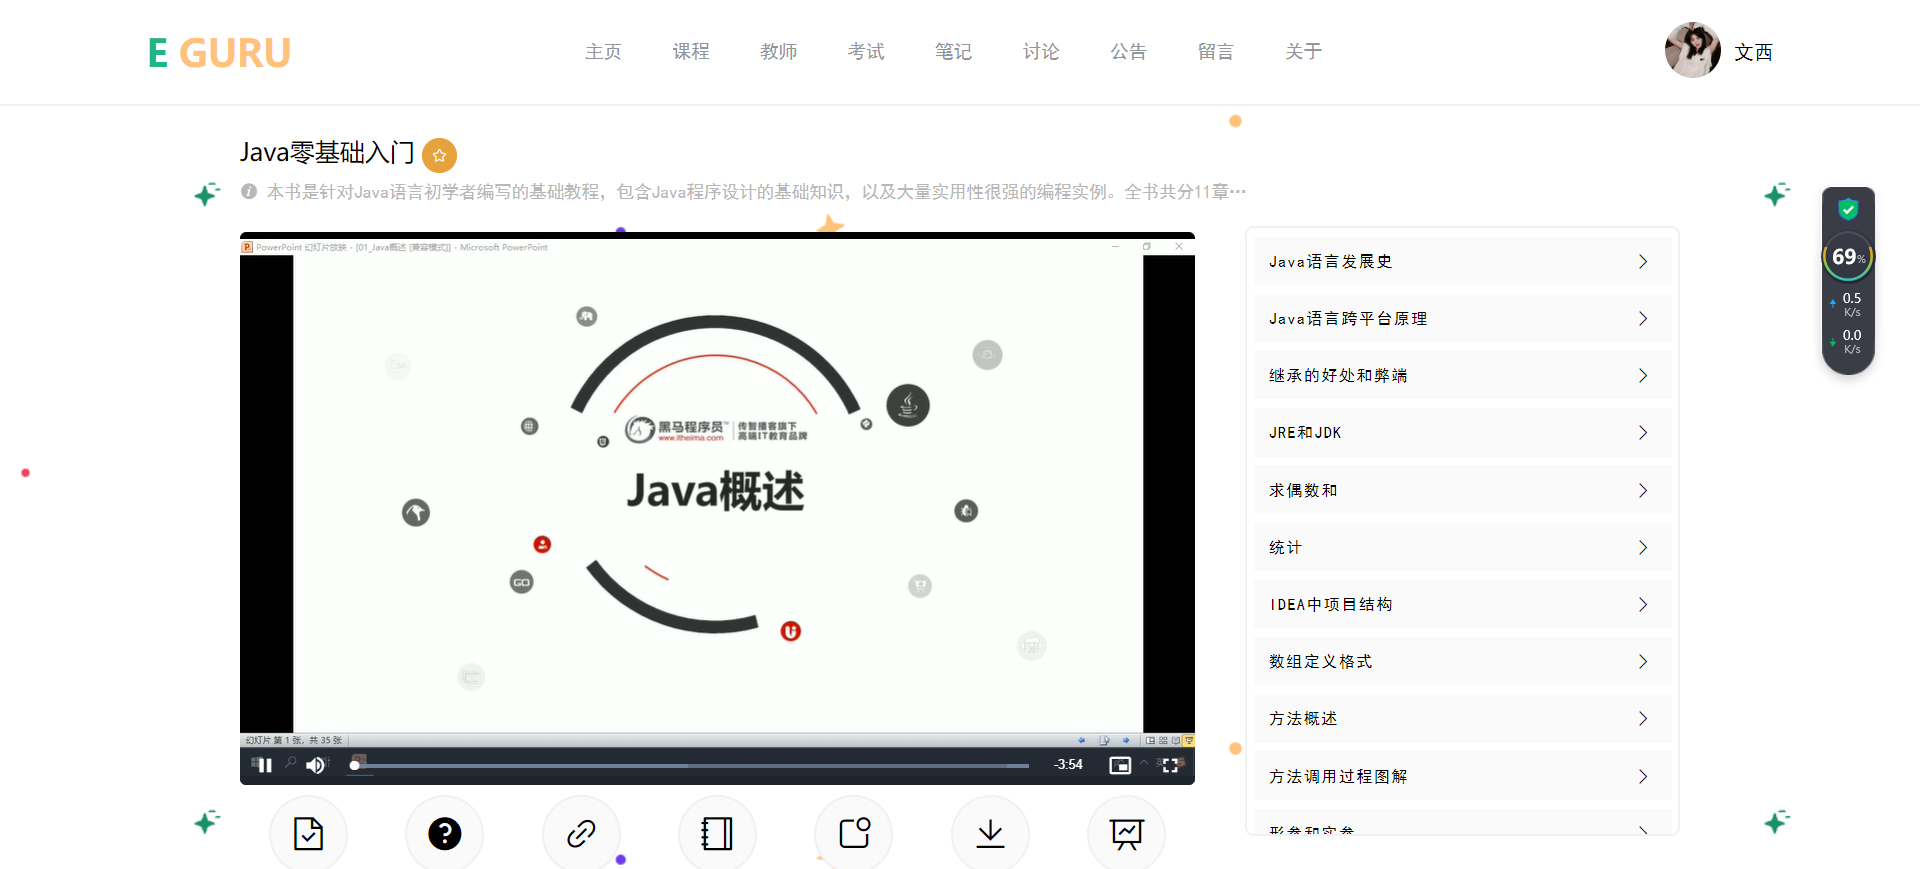 E GURU
主页 课程 教师 考试 笔记 讨论 公告 留言 关于
文西
Java零基础入门
本书是针对Java语言初学者编写的基础教程，包含Java程序设计的基础知识，以及大量实用性很强的编程实例。全书共分11章…
PowerPoint 幻灯片放映 - [01_Java概述 [兼容模式]] - Microsoft PowerPoint
黑马程序员™
www.itheima.com
传智播客旗下
高端IT教育品牌
Java概述
GO
幻灯片 第 1 张，共 35 张
-3:54
Java语言发展史
Java语言跨平台原理
继承的好处和弊端
JRE和JDK
求偶数和
统计
IDEA中项目结构
数组定义格式
方法概述
方法调用过程图解
形参和实参
69%
0.5
K/s
0.0
K/s